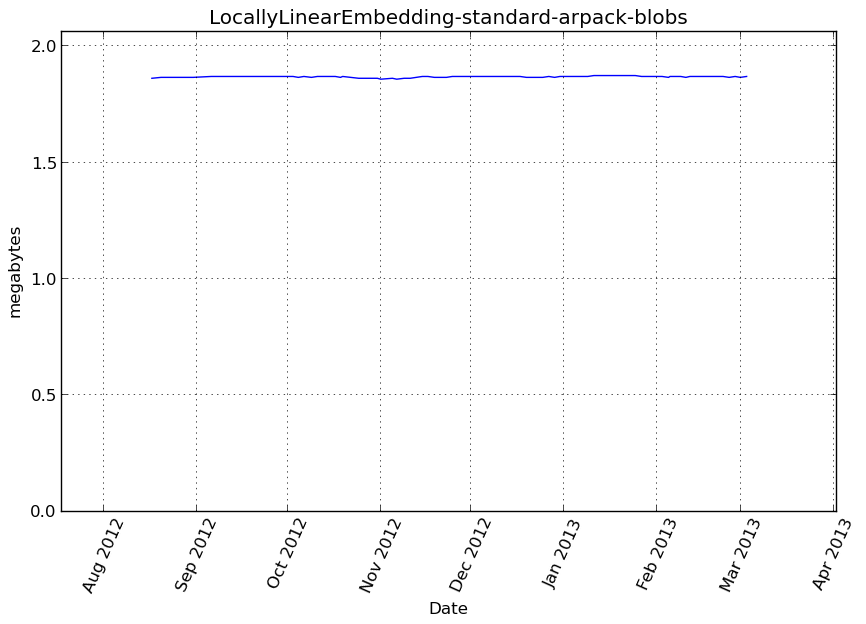 LocallyLinearEmbedding-standard-arpack-blobs
2.0
1.5
1.0
0.5
0.0
megabytes
Aug 2012
Sep 2012
Oct 2012
Nov 2012
Dec 2012
Jan 2013
Feb 2013
Mar 2013
Apr 2013
Date